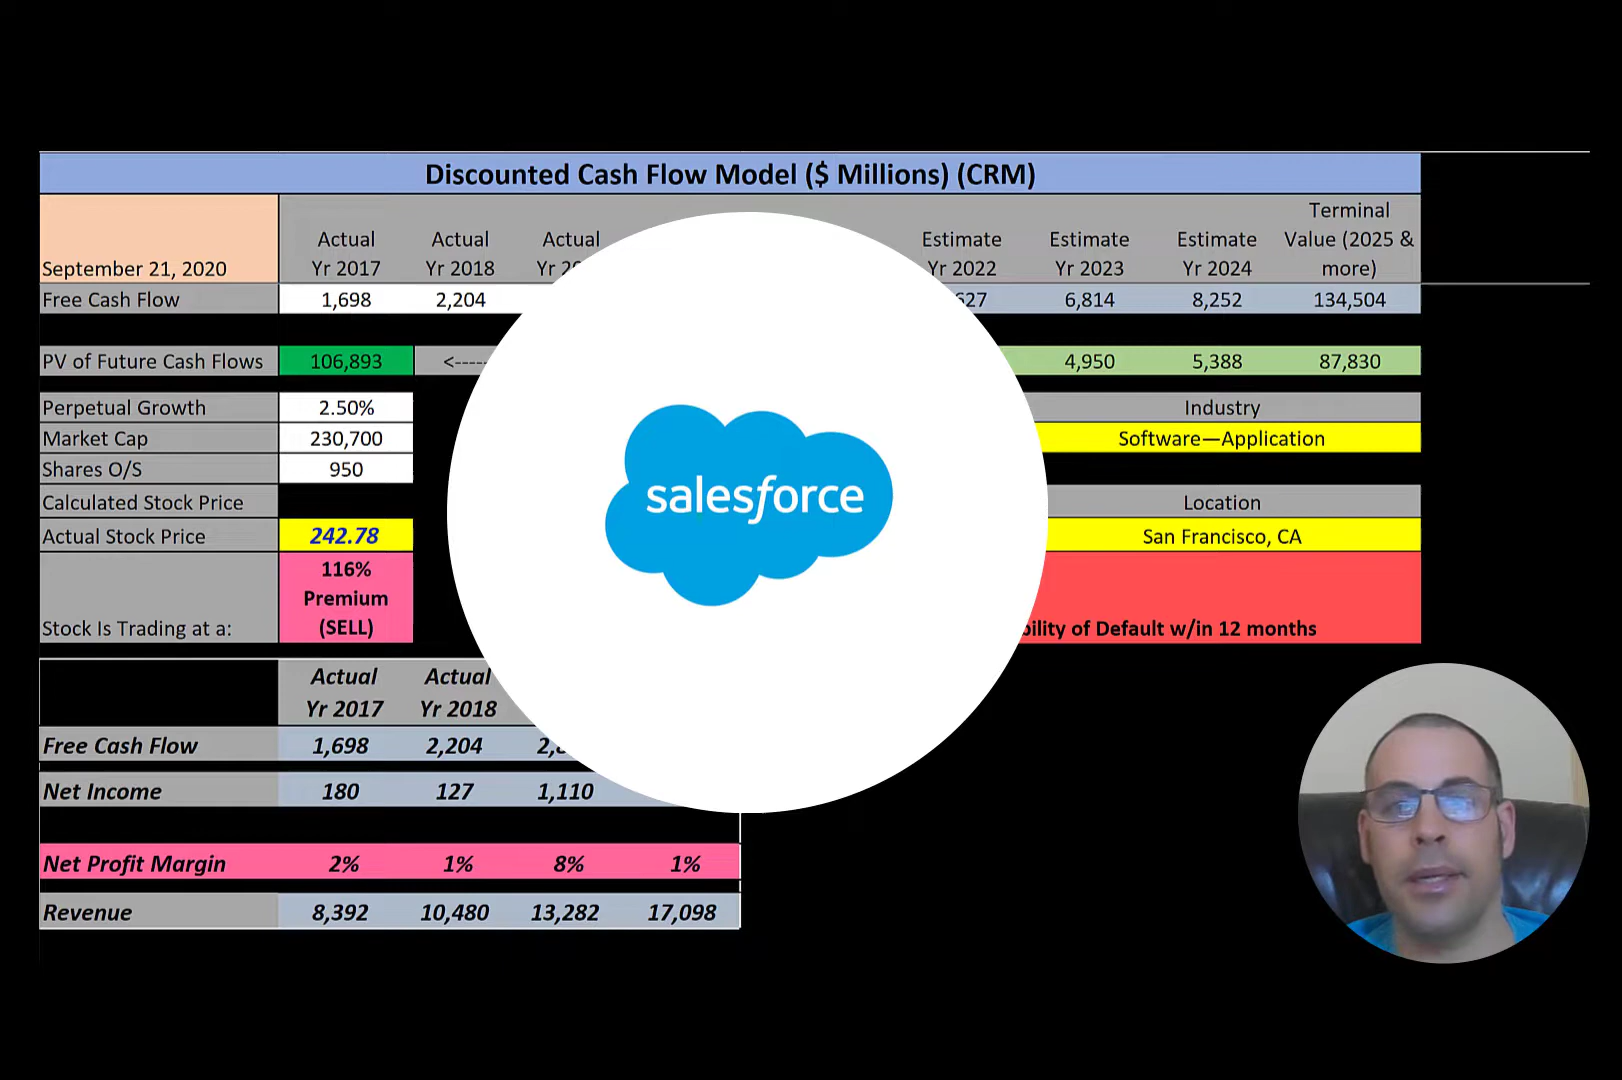 Discounted Cash Flow Model ($ Millions) (CRM)
September 21, 2020
Actual Yr 2017
Actual Yr 2018
Actual
Estimate Yr 2022
Estimate Yr 2023
Estimate Yr 2024
Terminal Value (2025 & more)
Free Cash Flow 1,698 2,204 6,814 8,252 134,504
PV of Future Cash Flows 106,893 <---- 4,950 5,388 87,830
Perpetual Growth 2.50% Industry
Market Cap 230,700 Software—Application
Shares O/S 950
Calculated Stock Price Location
Actual Stock Price 242.78 San Francisco, CA
Stock Is Trading at a: 116% Premium (SELL) of Default w/in 12 months
salesforce
Actual Yr 2017
Actual Yr 2018
Free Cash Flow 1,698 2,204
Net Income 180 127 1,110
Net Profit Margin 2% 1% 8% 1%
Revenue 8,392 10,480 13,282 17,098